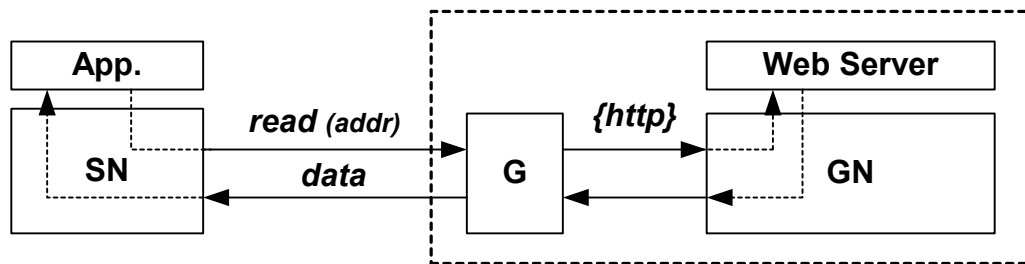 App.
Web Server
read (addr)
{http}
SN
G
GN
data